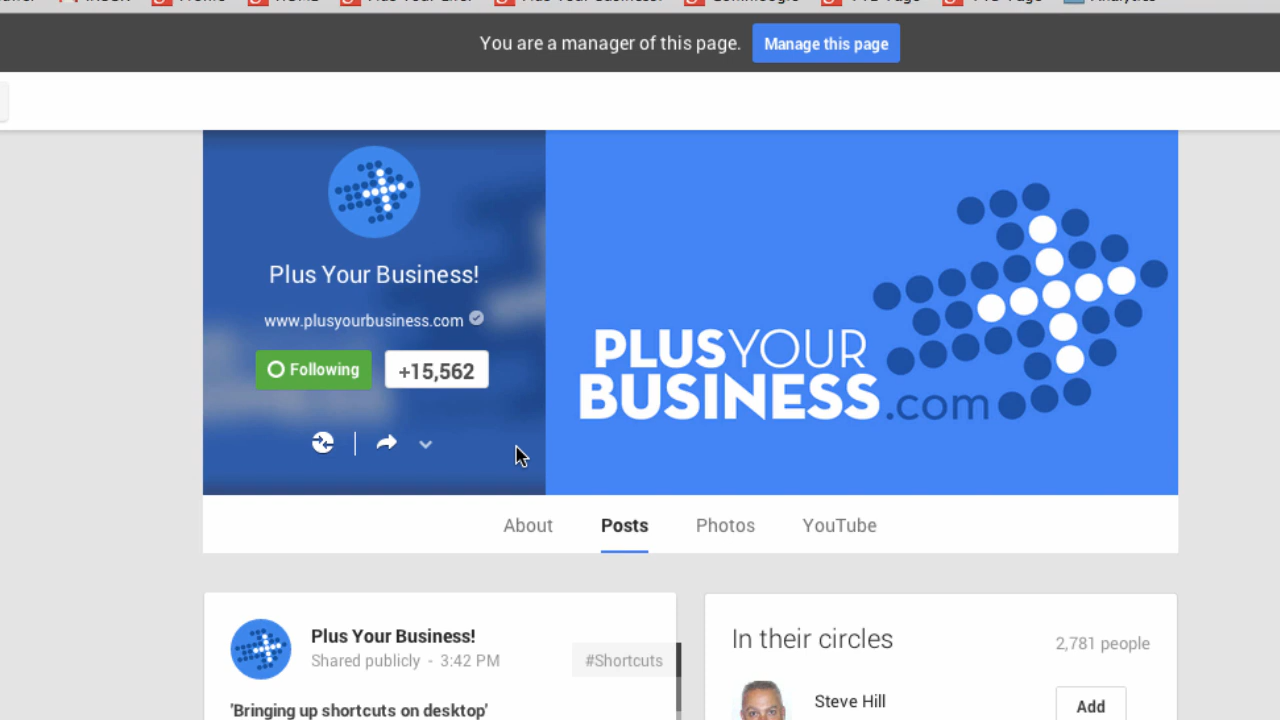 You are a manager of this page. Manage this page
Plus Your Business!
www.plusyourbusiness.com
Following +15,562
PLUSYOUR
BUSINESS.com
About Posts Photos YouTube
Plus Your Business!
Shared publicly - 3:42 PM
#Shortcuts
'Bringing up shortcuts on desktop'
In their circles 2,781 people
Steve Hill Add